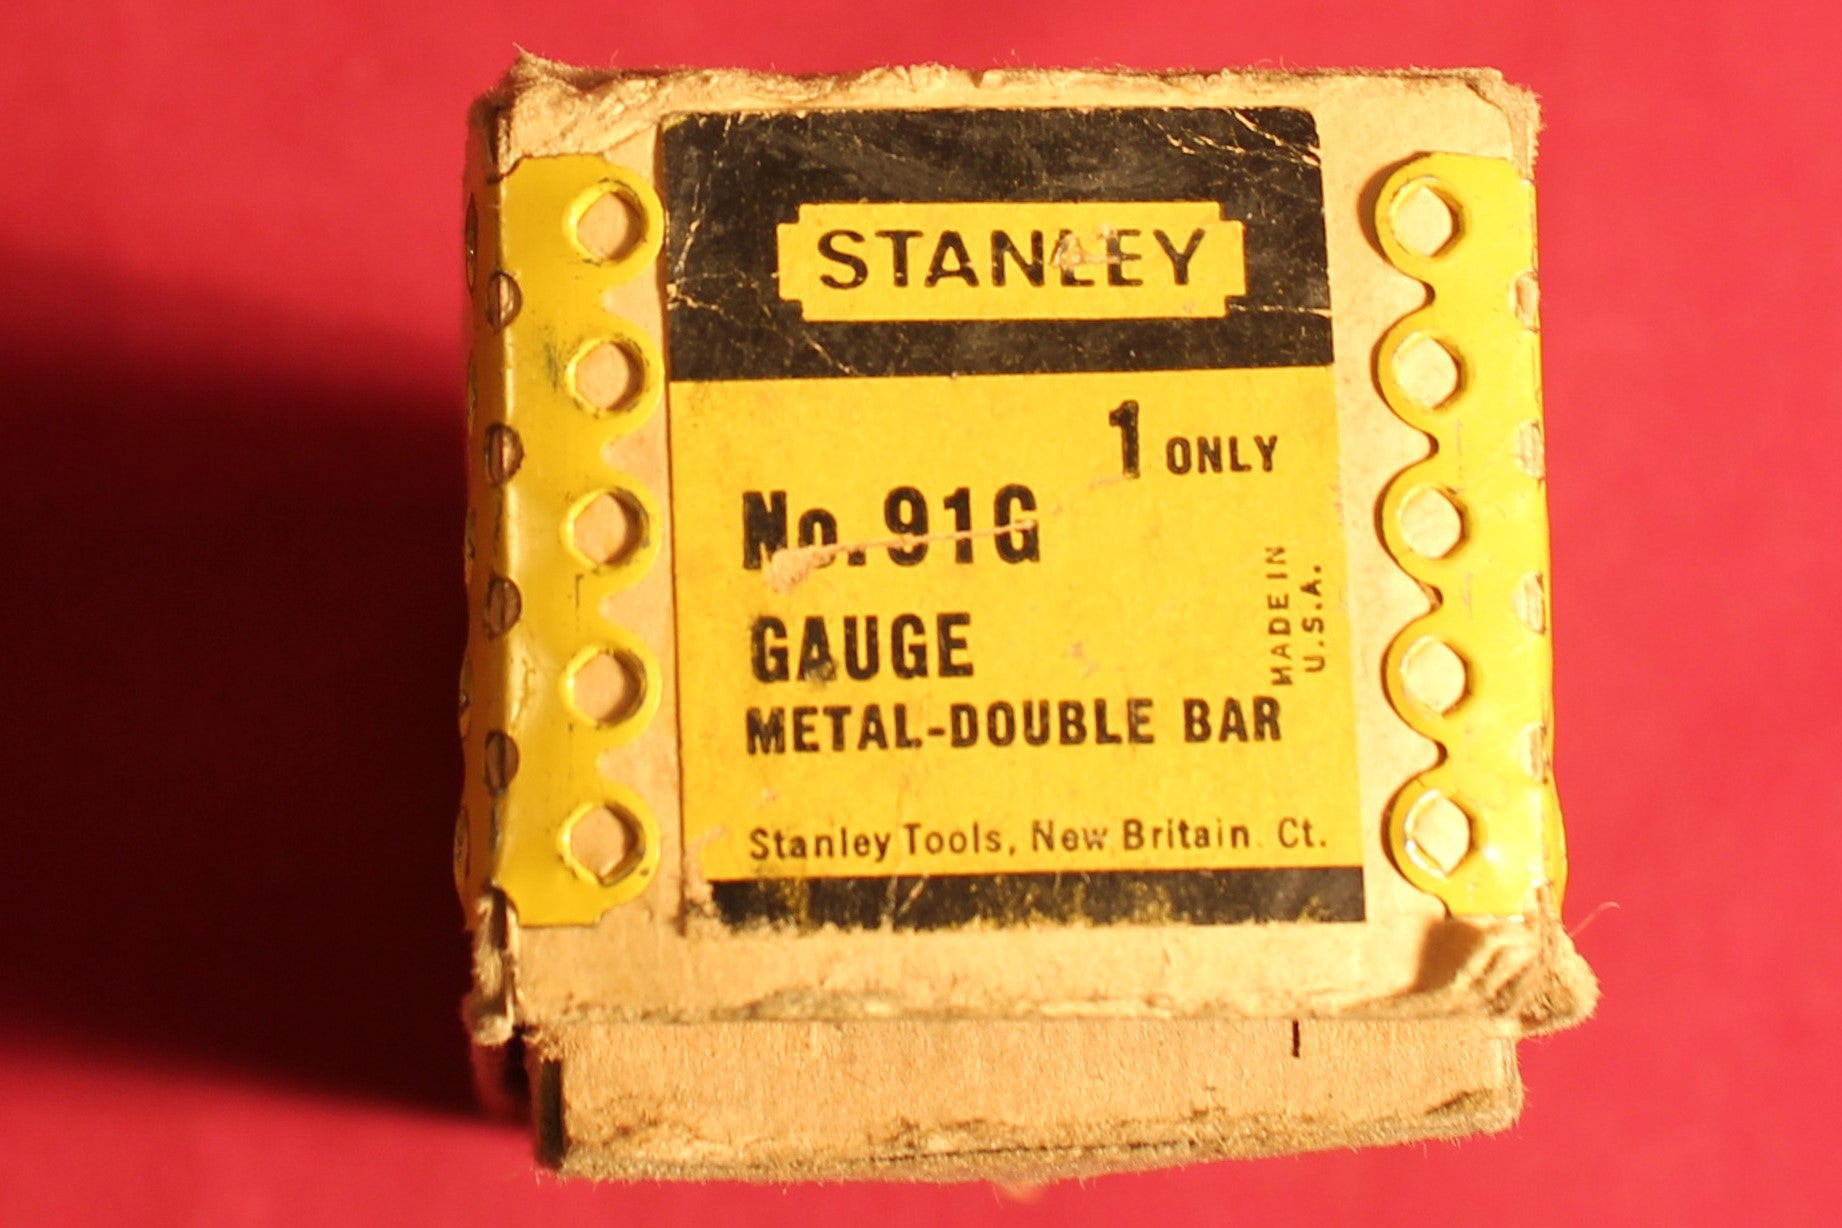 STANLEY
1 ONLY
No. 91G
GAUGE
METAL-DOUBLE BAR
MADE IN
U.S.A.
Stanley Tools, New Britain Ct.